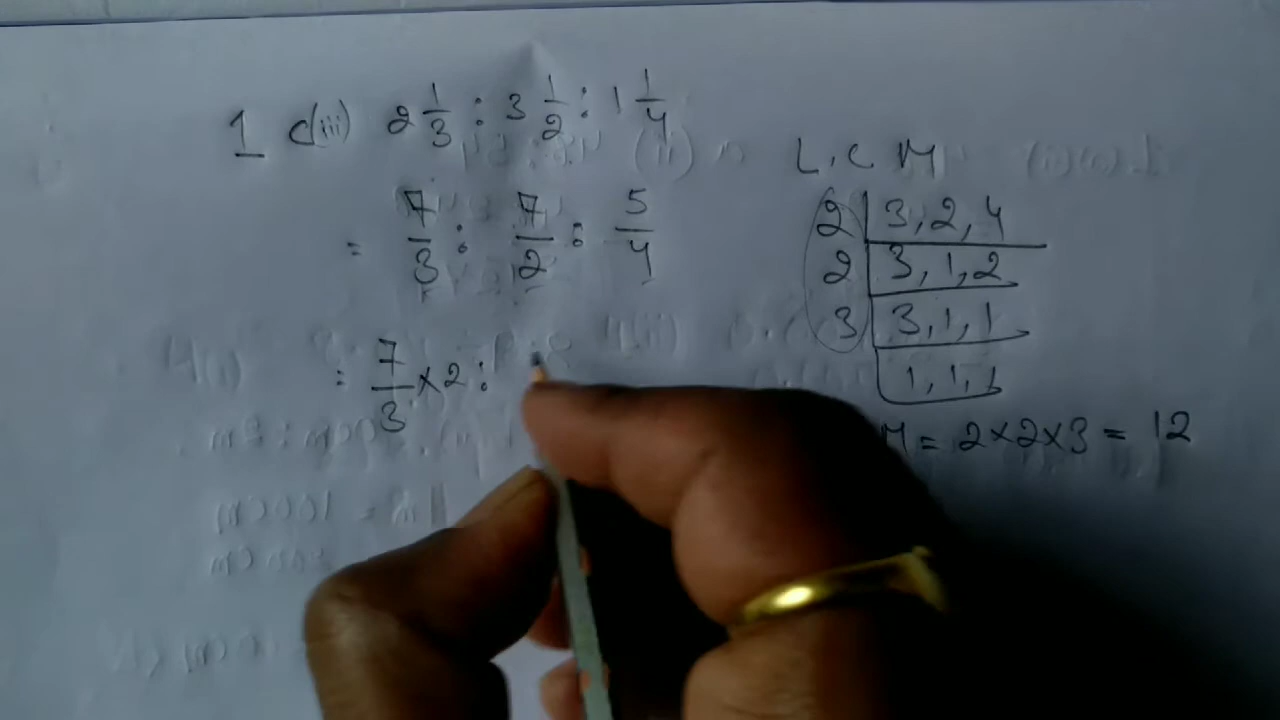 1 c(iii) 2 1/3 : 3 1/2 : 1 1/4
= 7/3 : 7/2 : 5/4
= 7/3 × 2 :
L.C M
2 | 3, 2, 4
2 | 3, 1, 2
3 | 3, 1, 1
1, 1, 1
M = 2×2×3 = 12